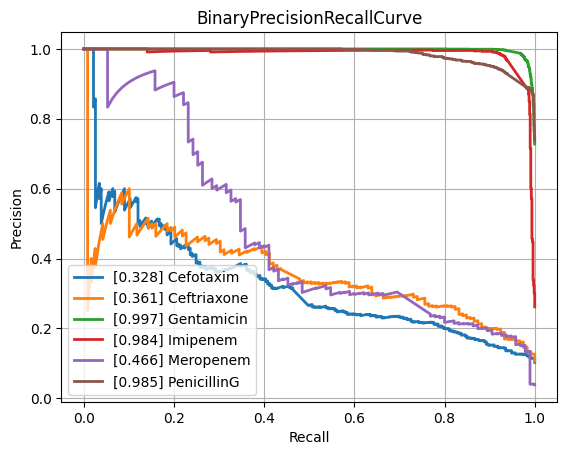 BinaryPrecisionRecallCurve
1.0
0.8
0.6
0.4
0.2
0.0
Precision
[0.328] Cefotaxim
[0.361] Ceftriaxone
[0.997] Gentamicin
[0.984] Imipenem
[0.466] Meropenem
[0.985] PenicillinG
0.0 0.2 0.4 0.6 0.8 1.0
Recall